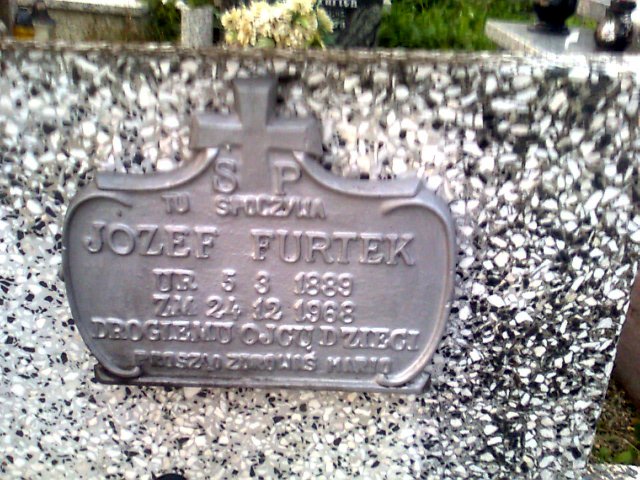 S P
TU SPOCZYWA
JOZEF FURTEK
UR 5 3 1889
ZM 24 12 1968
DROGIEMU OJCU DZIECI
PROSZĄ O ZDROWAŚ MARIO